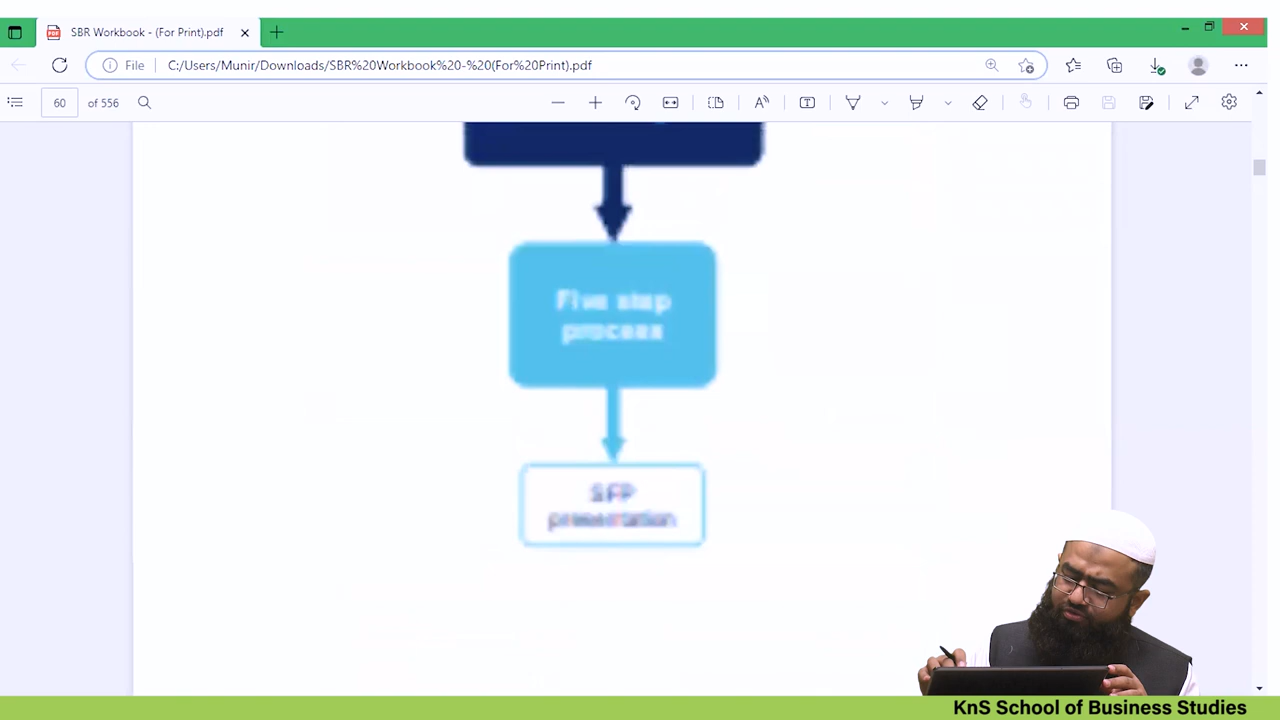 SBR Workbook - (For Print).pdf
File
C:/Users/Munir/Downloads/SBR%20Workbook%20-%20(For%20Print).pdf
60 of 556
Five step
process
SFP
presentation
KnS School of Business Studies